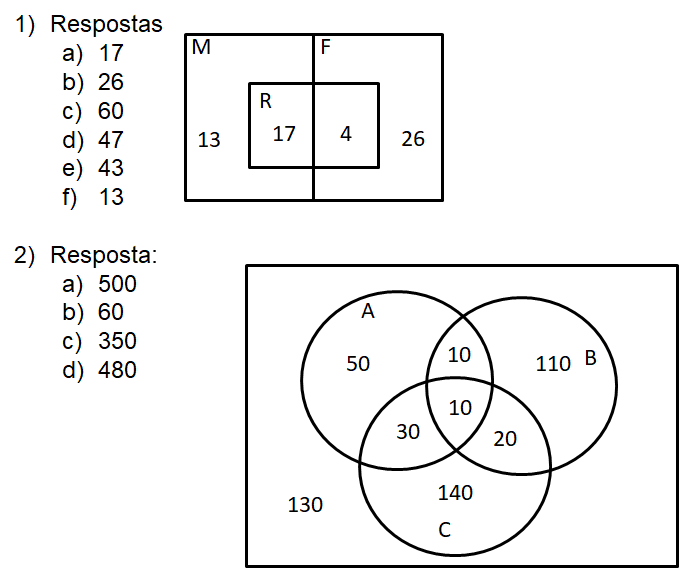 1) Respostas
a) 17
b) 26
c) 60
d) 47
e) 43
f) 13
M F
R
13 17 4 26
2) Resposta:
a) 500
b) 60
c) 350
d) 480
A
50 10 110 B
10
30 20
130 140
C